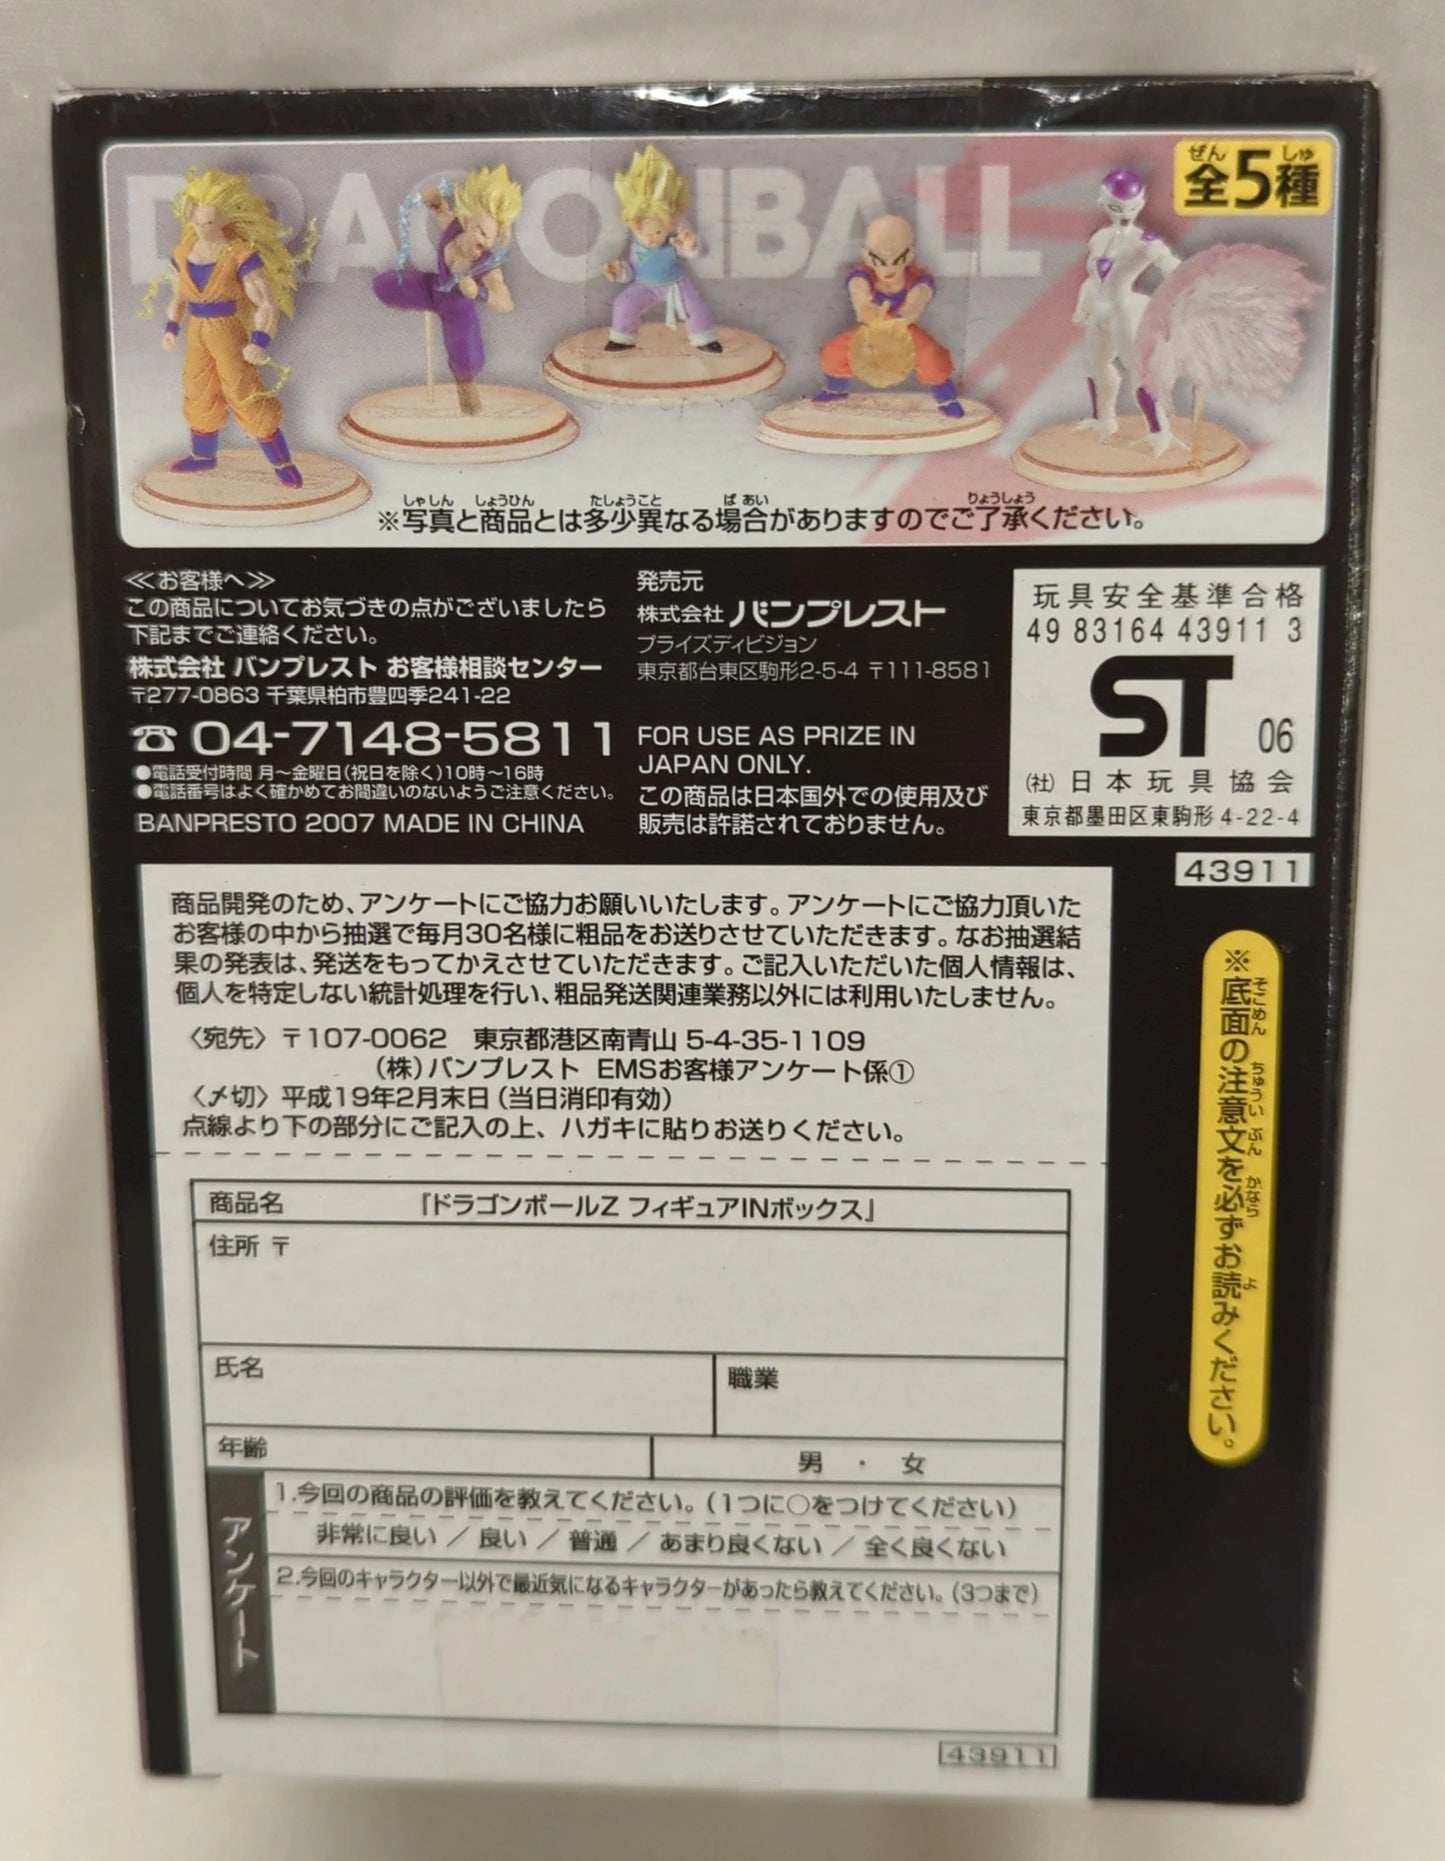 DRAGONBALL
ぜん しゅ
全5種
しゃしん しょうひん たしょうこと ばあい りょうしょう
※写真と商品とは多少異なる場合がありますのでご了承ください。
≪お客様へ≫
この商品についてお気づきの点がございましたら
下記までご連絡ください。
株式会社 バンプレスト お客様相談センター
〒277-0863 千葉県柏市豊四季241-22
☎ 04-7148-5811
●電話受付時間 月〜金曜日(祝日を除く)10時〜16時
●電話番号はよく確かめてお間違いのないようご注意ください。
BANPRESTO 2007 MADE IN CHINA
発売元
株式会社 バンプレスト
プライズディビジョン
東京都台東区駒形2-5-4 〒111-8581
FOR USE AS PRIZE IN
JAPAN ONLY.
この商品は日本国外での使用及び
販売は許諾されておりません。
玩具安全基準合格
49 83164 43911 3
ST 06
(社)日本玩具協会
東京都墨田区東駒形 4-22-4
43911
商品開発のため、アンケートにご協力お願いいたします。アンケートにご協力頂いた
お客様の中から抽選で毎月30名様に粗品をお送りさせていただきます。なお抽選結
果の発表は、発送をもってかえさせていただきます。ご記入いただいた個人情報は、
個人を特定しない統計処理を行い、粗品発送関連業務以外には利用いたしません。
〈宛先〉〒107-0062 東京都港区南青山 5-4-35-1109
(株)バンプレスト EMSお客様アンケート係①
〈〆切〉平成19年2月末日(当日消印有効)
点線より下の部分にご記入の上、ハガキに貼りお送りください。
そこめん ちゅうい ぶん かなら よ
※底面の注意文を必ずお読みください。
商品名 『ドラゴンボールZ フィギュアINボックス』
住所 〒
氏名 職業
年齢 男 ・ 女
アンケート
1.今回の商品の評価を教えてください。(1つに○をつけてください)
非常に良い / 良い / 普通 / あまり良くない / 全く良くない
2.今回のキャラクター以外で最近気になるキャラクターがあったら教えてください。(3つまで)
43911